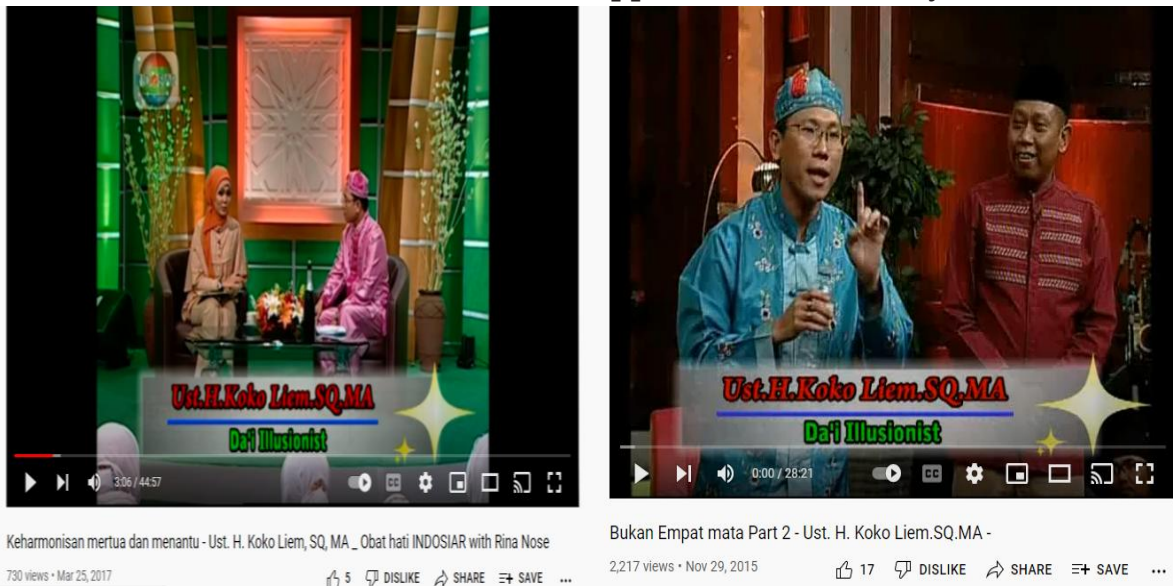 Ust.H.Koko Liem.SQ.MA
Da'i Illusionist
3:06 / 44:57
CC
Keharmonisan mertua dan menantu - Ust. H. Koko Liem, SQ, MA _ Obat hati INDOSIAR with Rina Nose
730 views • Mar 25, 2017
5 DISLIKE SHARE SAVE ...
Ust.H.Koko Liem.SQ.MA
Da'i Illusionist
0:00 / 28:21
CC
Bukan Empat mata Part 2 - Ust. H. Koko Liem.SQ.MA -
2,217 views • Nov 29, 2015
17 DISLIKE SHARE SAVE ...